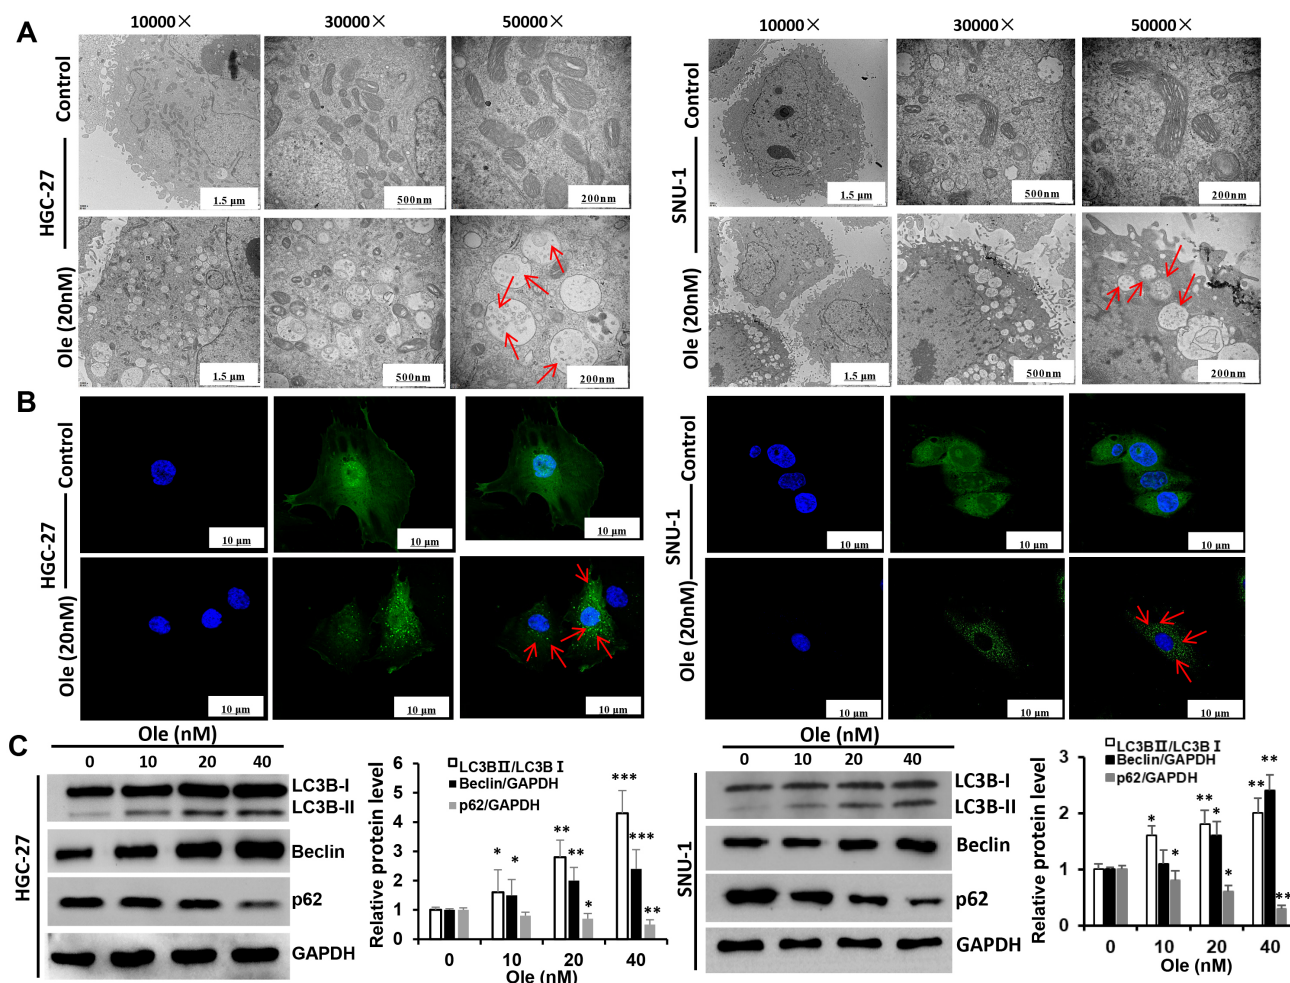 A
10000×
30000×
50000×
10000×
30000×
50000×
HGC-27
Control
Ole (20nM)
1.5 μm
500nm
200nm
1.5 μm
500nm
200nm
SNU-1
Control
Ole (20nM)
1.5 μm
500nm
200nm
1.5 μm
500nm
200nm
B
HGC-27
Control
Ole (20nM)
10 μm
10 μm
10 μm
10 μm
10 μm
10 μm
SNU-1
Control
Ole (20nM)
10 μm
10 μm
10 μm
10 μm
10 μm
10 μm
C
HGC-27
Ole (nM)
0 10 20 40
LC3B-I
LC3B-II
Beclin
p62
GAPDH
Relative protein level
6
5
4
3
2
1
0
LC3BⅡ/LC3BⅠ
Beclin/GAPDH
p62/GAPDH
* * ** ** * *** *** **
0 10 20 40
Ole (nM)
SNU-1
Ole (nM)
0 10 20 40
LC3B-I
LC3B-II
Beclin
p62
GAPDH
Relative protein level
3
2
1
0
LC3BⅡ/LC3BⅠ
Beclin/GAPDH
p62/GAPDH
* * ** * * ** ** **
0 10 20 40
Ole (nM)